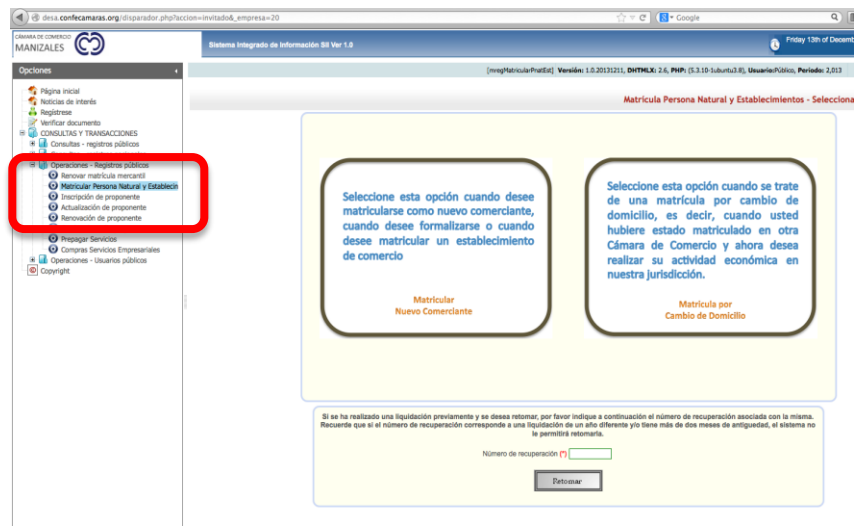 desa.confecamaras.org/disparador.php?accion=invitado&_empresa=20
Google
CÁMARA DE COMERCIO
MANIZALES
Sistema Integrado de Información SII Ver 1.0
Friday 13th of Decemb
Opciones
[mregMatricularPnatEst] Versión: 1.0.20131211, DHTMLX: 2.6, PHP: (5.3.10-1ubuntu3.8), Usuario:Público, Periodo: 2,013
Matrícula Persona Natural y Establecimientos - Selecciona
Página inicial
Noticias de interés
Regístrese
Verificar documento
CONSULTAS Y TRANSACCIONES
Consultas - registros públicos
Operaciones - Registros públicos
Renovar matrícula mercantil
Matricular Persona Natural y Establecin
Inscripción de proponente
Actualización de proponente
Renovación de proponente
Prepagar Servicios
Compras Servicios Empresariales
Operaciones - Usuarios públicos
Copyright
Seleccione esta opción cuando desee
matricularse como nuevo comerciante,
cuando desee formalizarse o cuando
desee matricular un establecimiento
de comercio
Matricular
Nuevo Comerciante
Seleccione esta opción cuando se trate
de una matrícula por cambio de
domicilio, es decir, cuando usted
hubiere estado matriculado en otra
Cámara de Comercio y ahora desea
realizar su actividad económica en
nuestra jurisdicción.
Matricula por
Cambio de Domicilio
Si se ha realizado una liquidación previamente y se desea retomar, por favor indique a continuación el número de recuperación asociada con la misma.
Recuerde que si el número de recuperación corresponde a una liquidación de un año diferente y/o tiene más de dos meses de antiguedad, el sistema no
le permitirá retomarla.
Número de recuperación (*)
Retomar